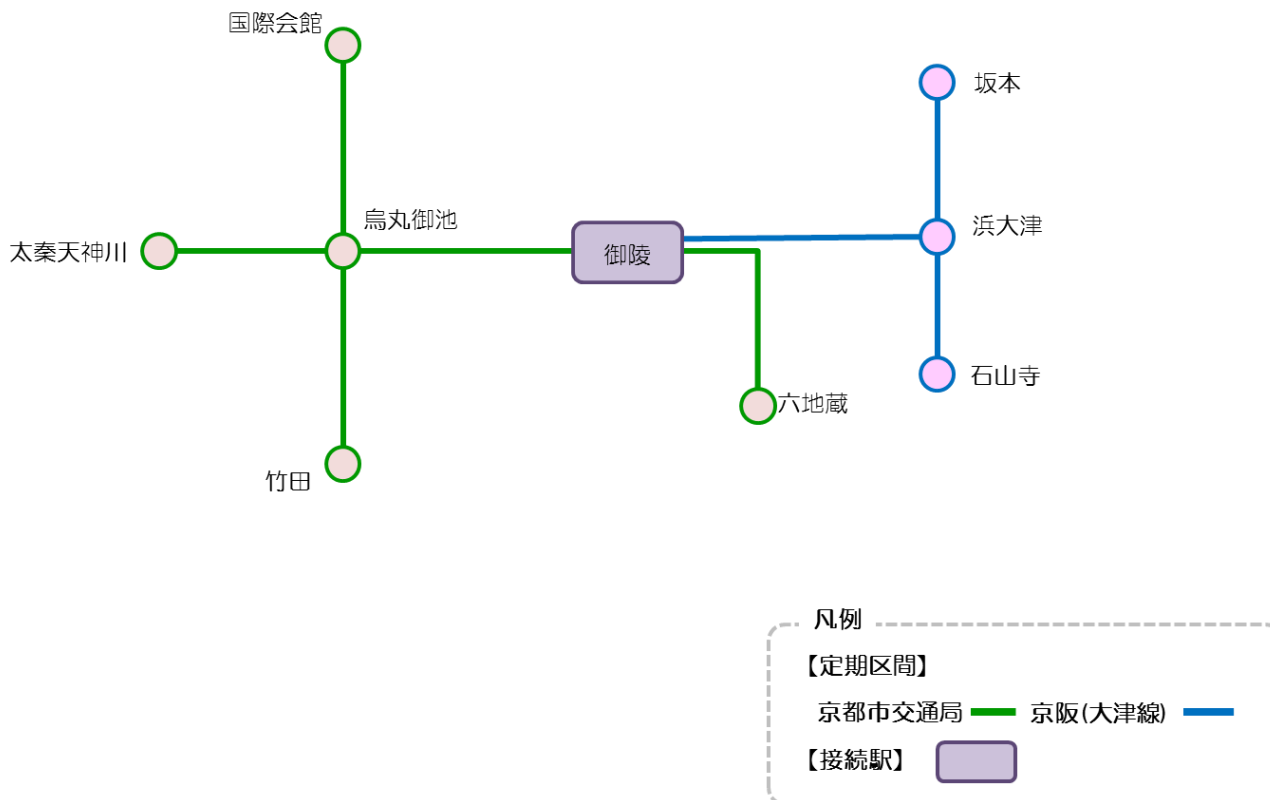 国際会館
坂本
烏丸御池
浜大津
太秦天神川
御陵
石山寺
六地蔵
竹田
凡例
【定期区間】
京都市交通局 京阪(大津線)
【接続駅】